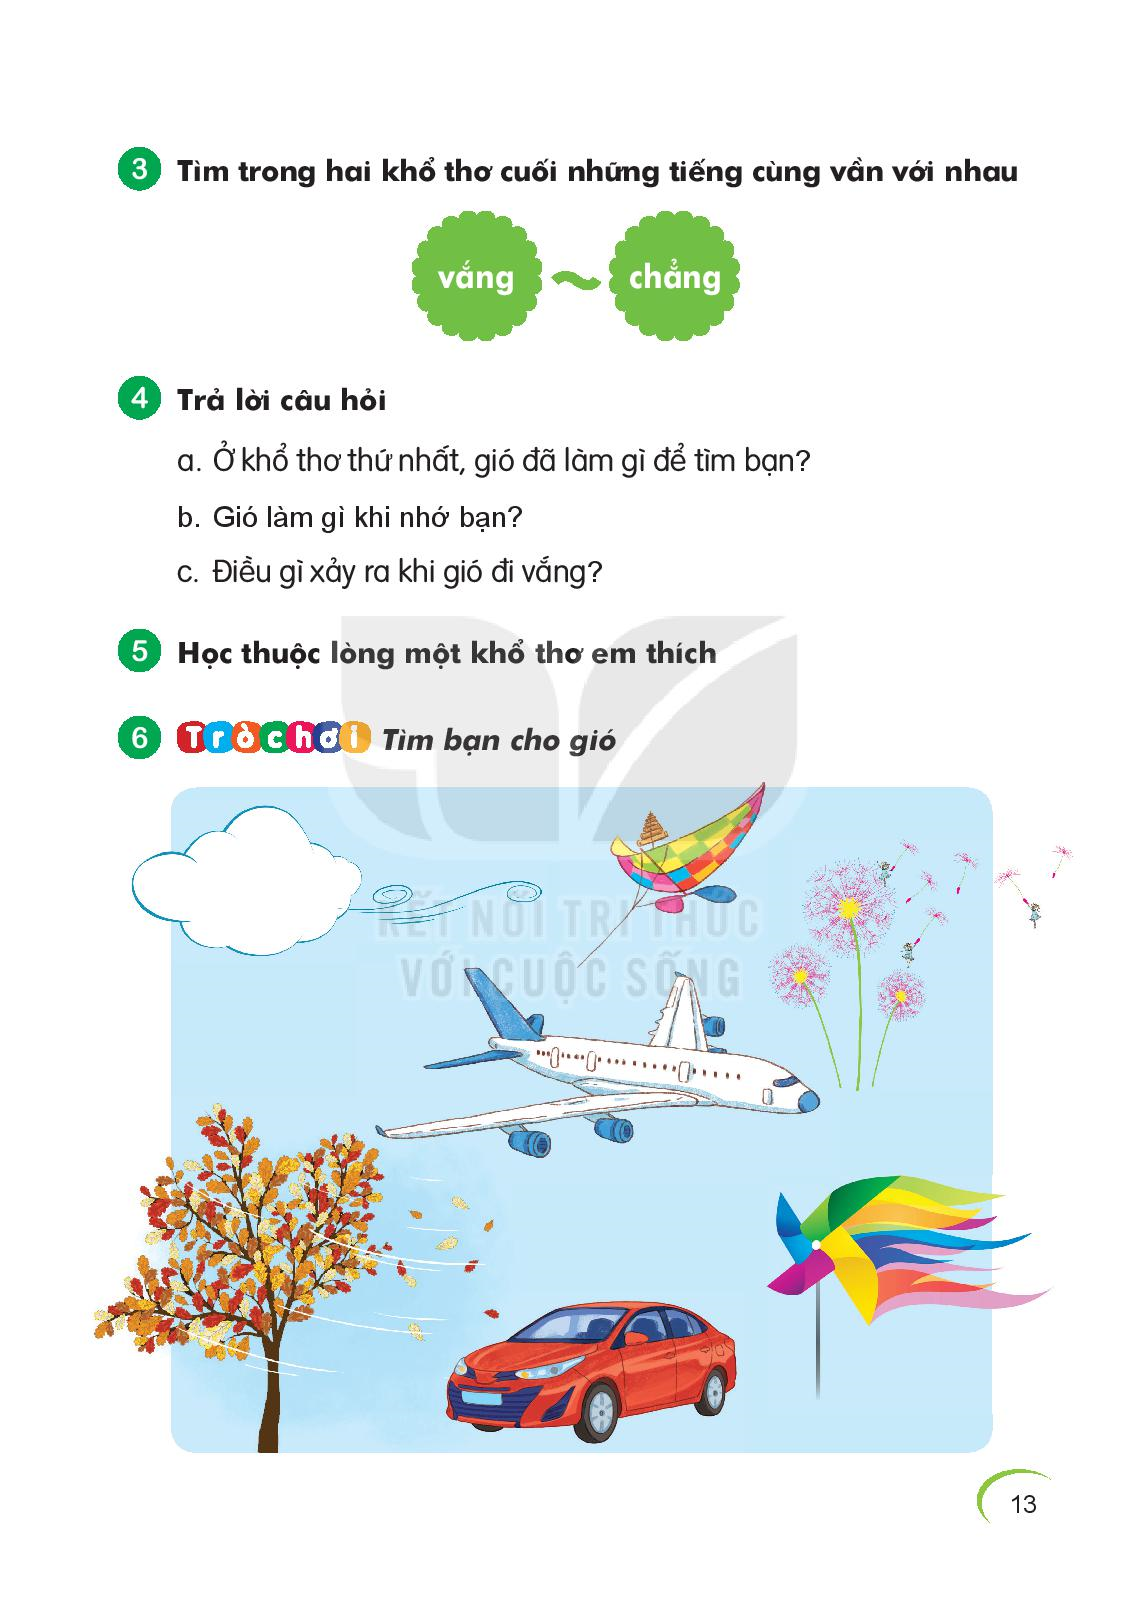 3 Tìm trong hai khổ thơ cuối những tiếng cùng vần với nhau
vắng ~ chẳng
4 Trả lời câu hỏi
a. Ở khổ thơ thứ nhất, gió đã làm gì để tìm bạn?
b. Gió làm gì khi nhớ bạn?
c. Điều gì xảy ra khi gió đi vắng?
5 Học thuộc lòng một khổ thơ em thích
6 Trò chơi Tìm bạn cho gió
KẾT NỐI TRI THỨC
VỚI CUỘC SỐNG
13